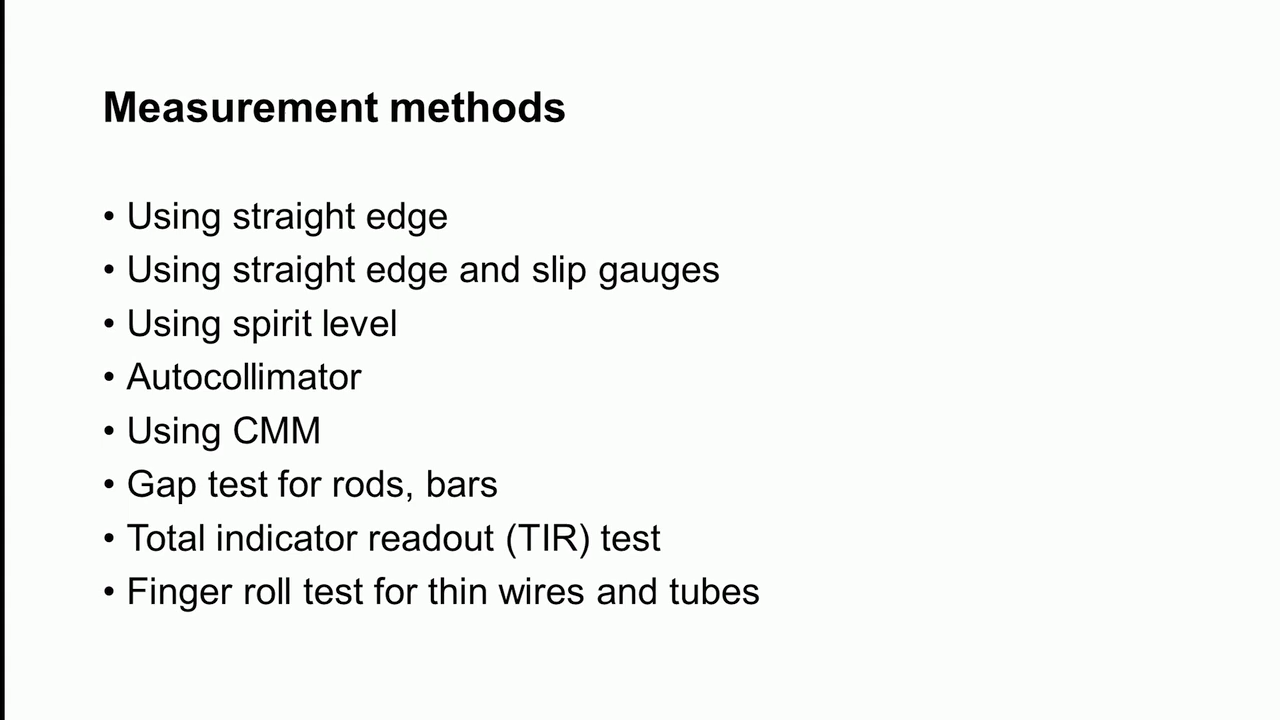 Measurement methods
• Using straight edge
• Using straight edge and slip gauges
• Using spirit level
• Autocollimator
• Using CMM
• Gap test for rods, bars
• Total indicator readout (TIR) test
• Finger roll test for thin wires and tubes